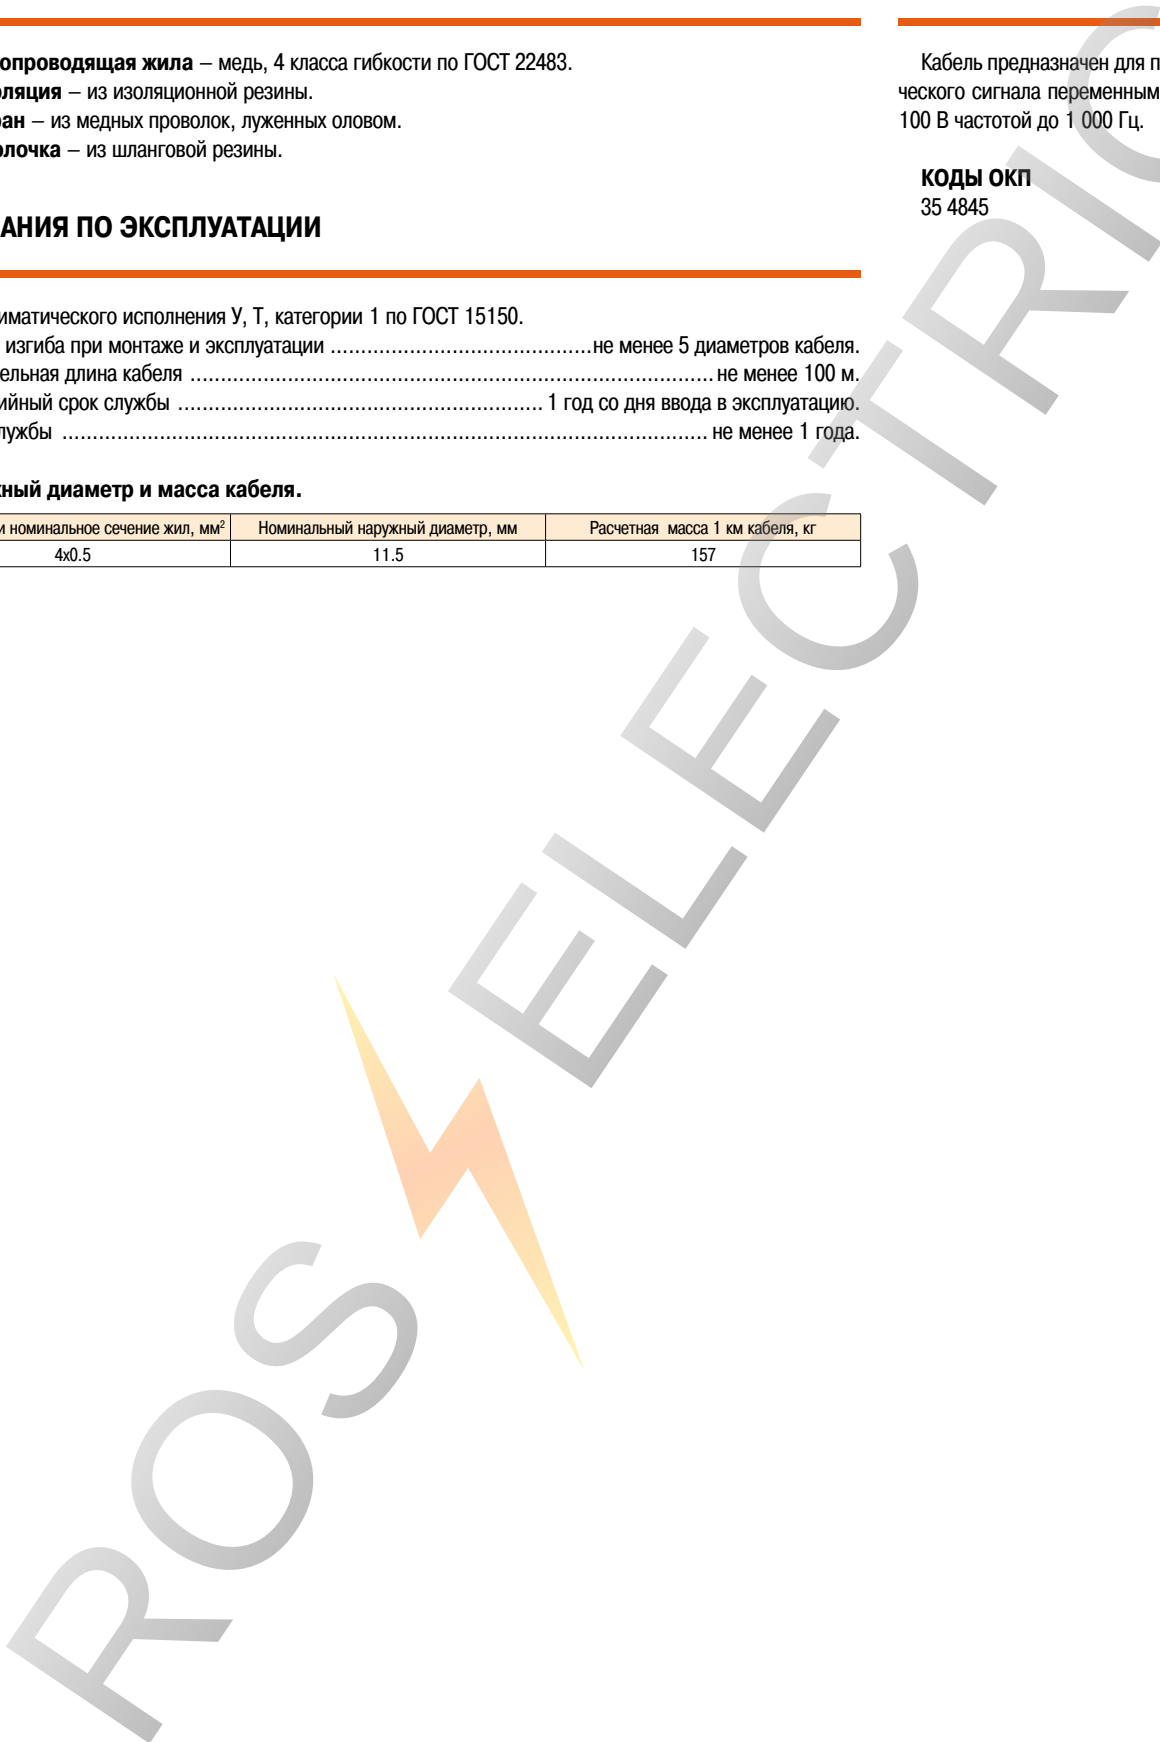 опроводящая жила – медь, 4 класса гибкости по ГОСТ 22483.
ляция – из изоляционной резины.
ран – из медных проволок, луженных оловом.
олочка – из шланговой резины.
АНИЯ ПО ЭКСПЛУАТАЦИИ
иматического исполнения У, Т, категории 1 по ГОСТ 15150.
изгиба при монтаже и эксплуатации ............................................не менее 5 диаметров кабеля.
ельная длина кабеля ........................................................................................ не менее 100 м.
ийный срок службы ............................................................. 1 год со дня ввода в эксплуатацию.
лужбы ............................................................................................................ не менее 1 года.
жный диаметр и масса кабеля.
и номинальное сечение жил, мм² Номинальный наружный диаметр, мм Расчетная масса 1 км кабеля, кг
4х0.5 11.5 157
Кабель предназначен для п
ческого сигнала переменным
100 В частотой до 1 000 Гц.
КОДЫ ОКП
35 4845
ROS ELECTRIC